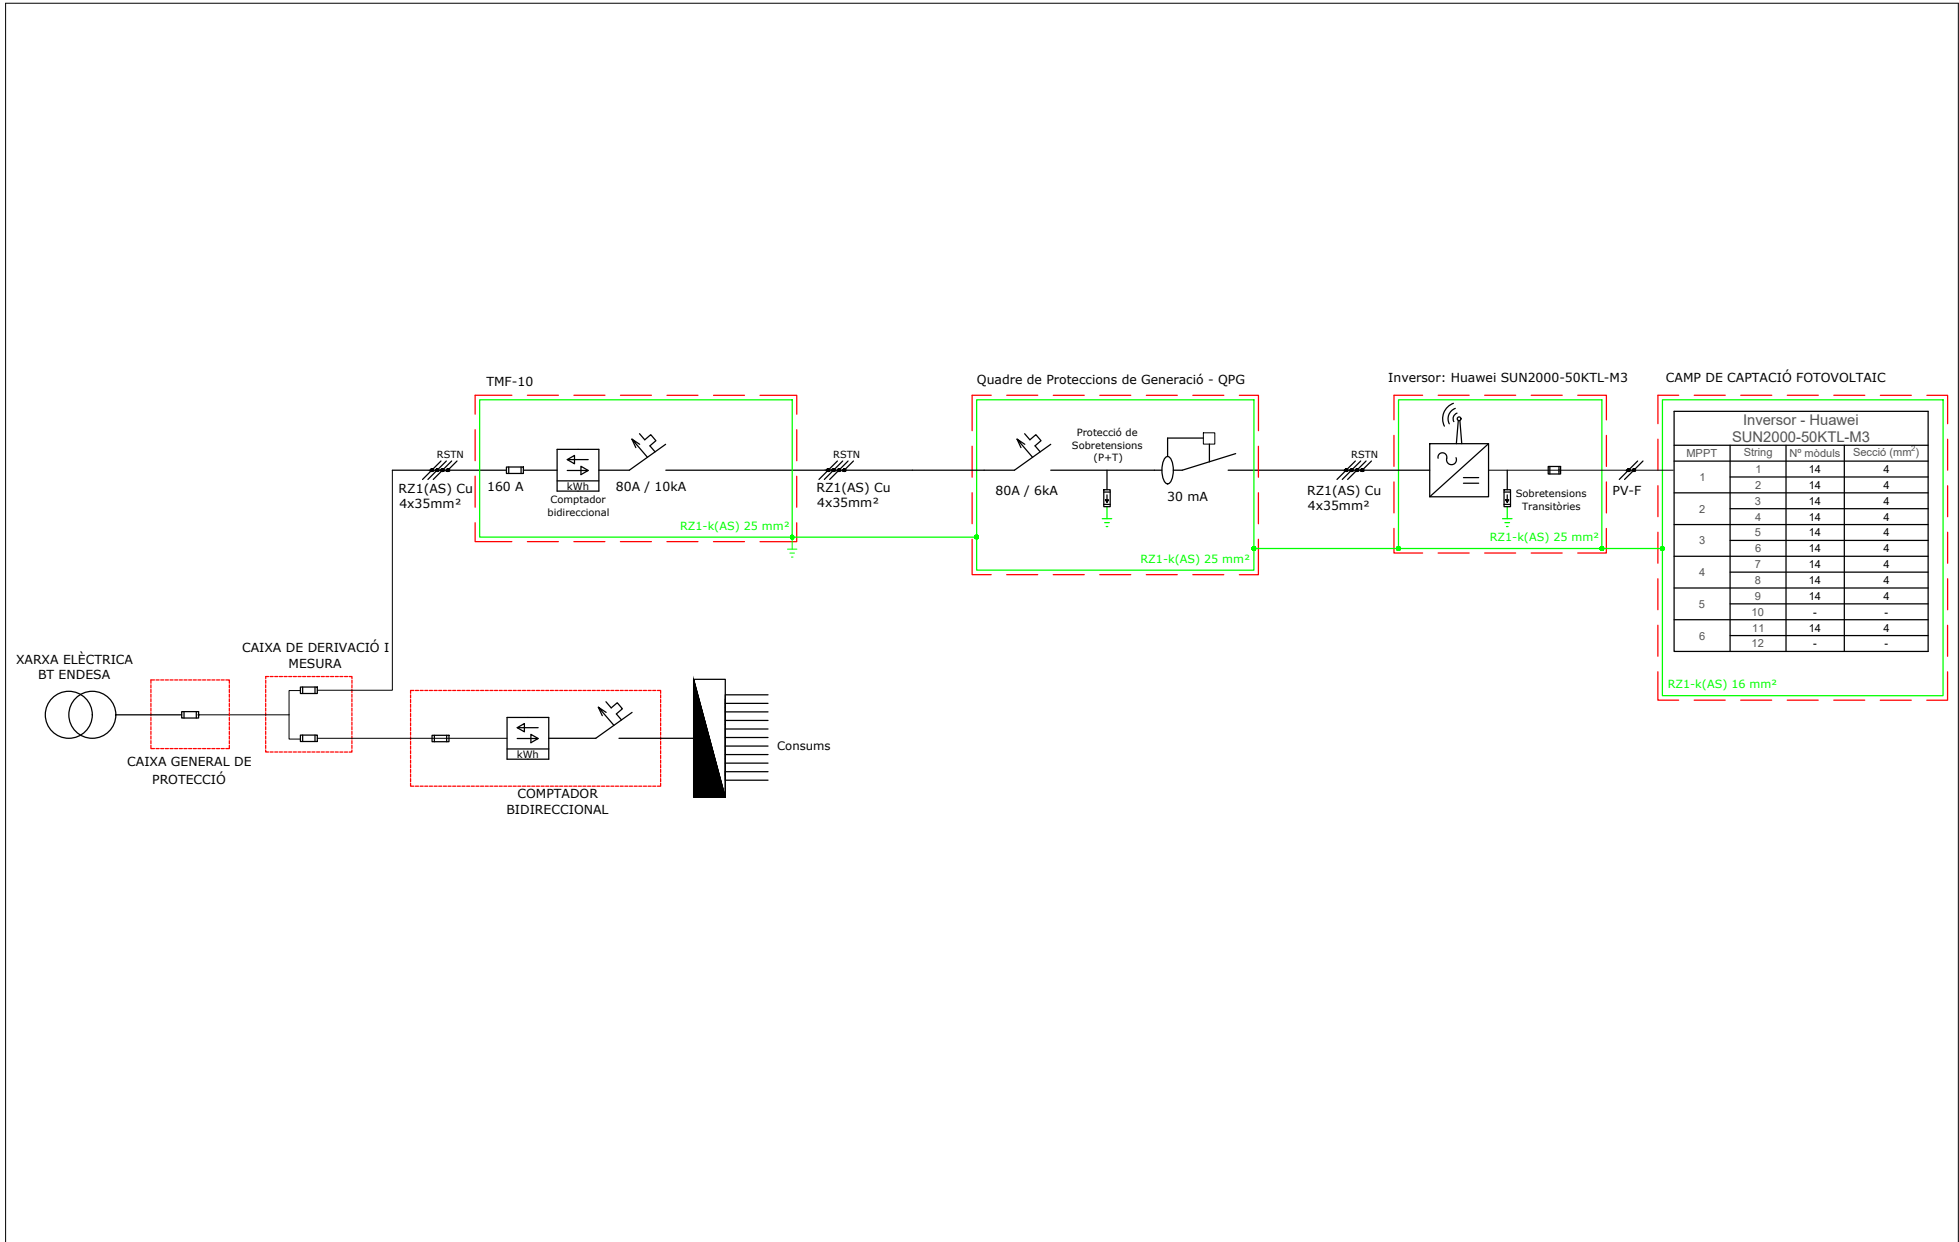 TMF-10
RSTN
RZ1(AS) Cu
4x35mm²
160 A
kWh
Comptador
bidireccional
80A / 10kA
RZ1-k(AS) 25 mm²
RSTN
RZ1(AS) Cu
4x35mm²
Quadre de Proteccions de Generació - QPG
80A / 6kA
Protecció de
Sobretensions
(P+T)
30 mA
RZ1-k(AS) 25 mm²
RSTN
RZ1(AS) Cu
4x35mm²
Inversor: Huawei SUN2000-50KTL-M3
Sobretensions
Transitòries
RZ1-k(AS) 25 mm²
PV-F
CAMP DE CAPTACIÓ FOTOVOLTAIC
Inversor - Huawei
SUN2000-50KTL-M3
MPPT String Nº mòduls Secció (mm²)
1 1 14 4
2 14 4
2 3 14 4
4 14 4
3 5 14 4
6 14 4
4 7 14 4
8 14 4
5 9 14 4
10 - -
6 11 14 4
12 - -
RZ1-k(AS) 16 mm²
XARXA ELÈCTRICA
BT ENDESA
CAIXA GENERAL DE
PROTECCIÓ
CAIXA DE DERIVACIÓ I
MESURA
kWh
COMPTADOR
BIDIRECCIONAL
Consums